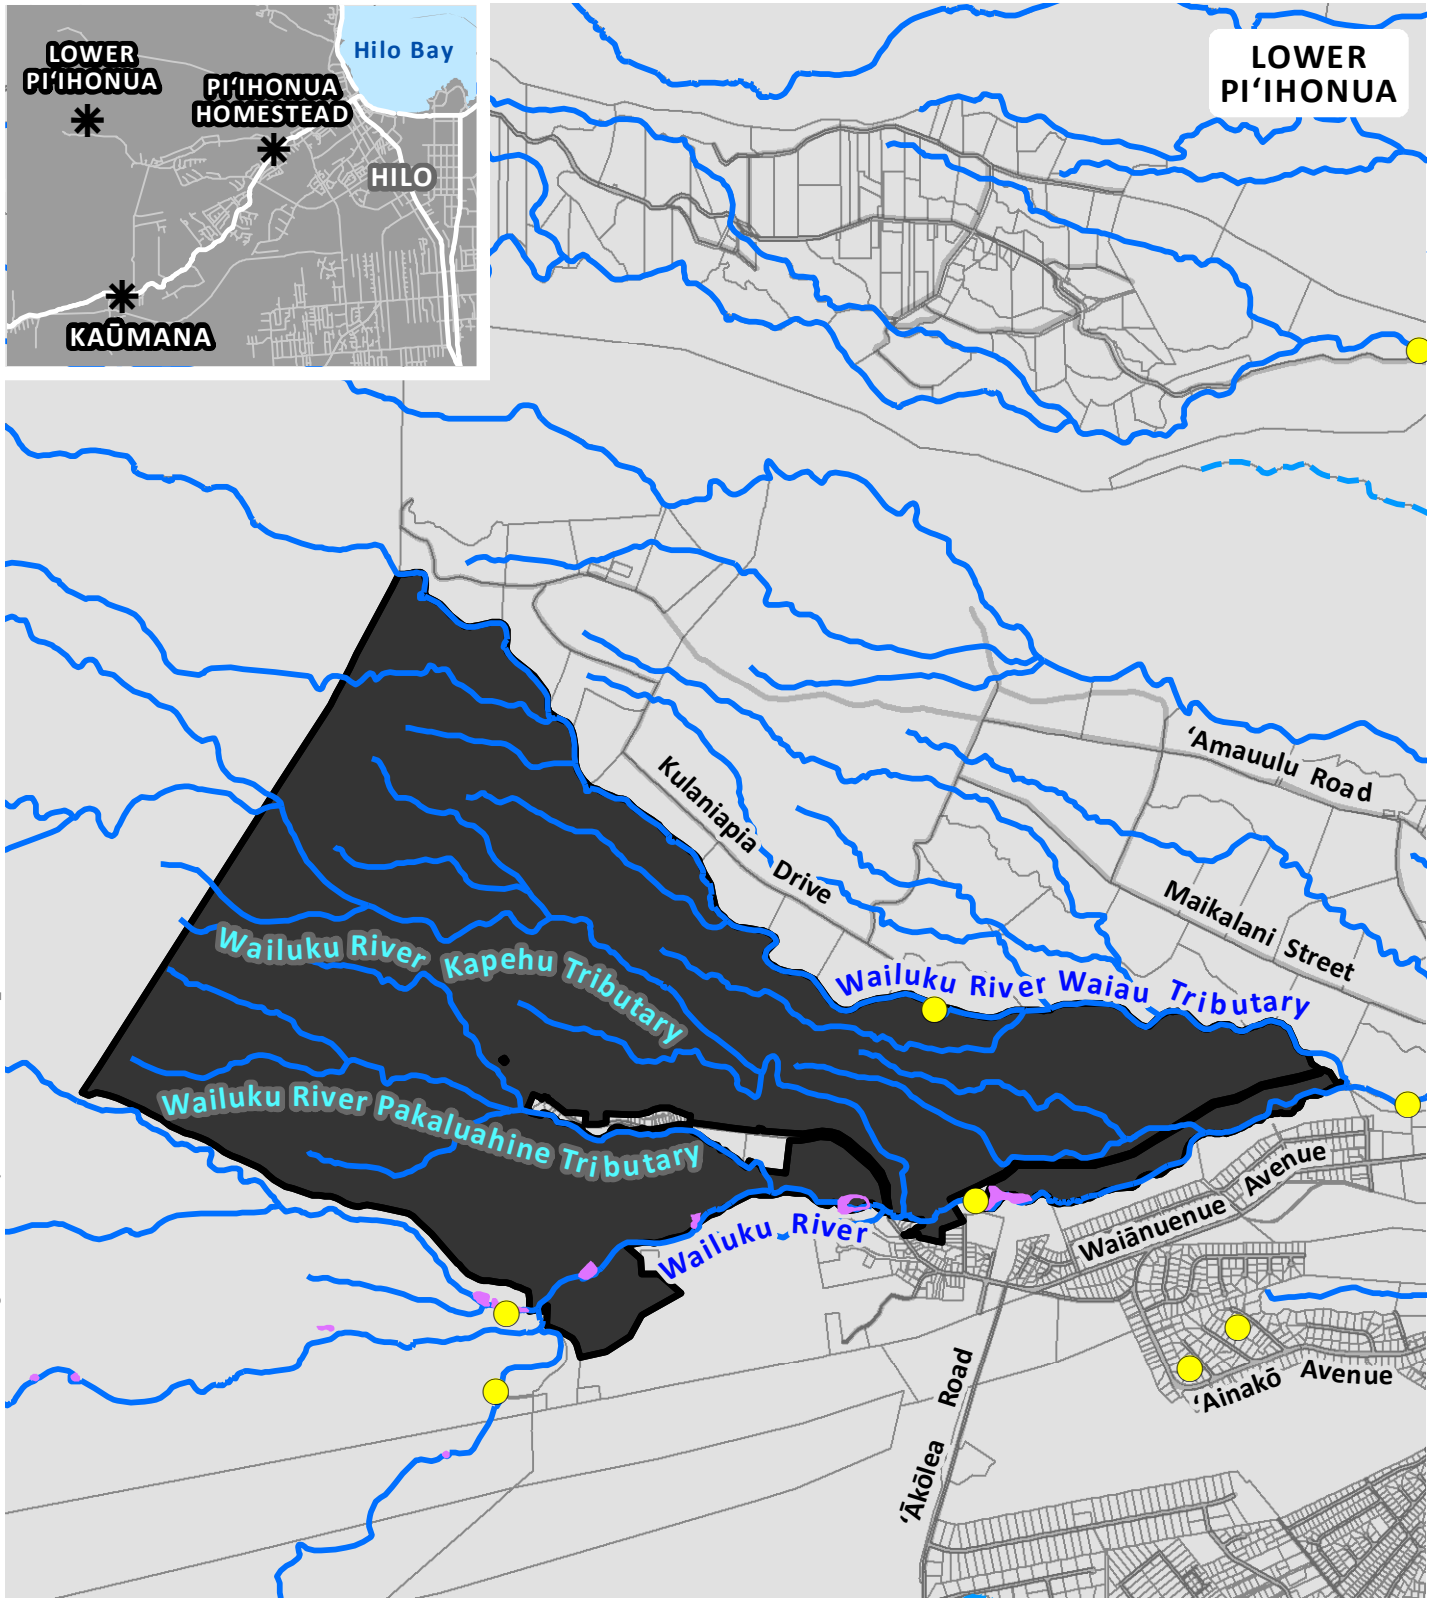 LOWER
PIʻIHONUA
PIʻIHONUA
HOMESTEAD
Hilo Bay
HILO
KAŪMANA
LOWER
PIʻIHONUA
ʻAmauulu Road
Kulaniapia Drive
Maikalani Street
Wailuku River Kapehu Tributary
Wailuku River Waiau Tributary
Wailuku River Pakaluahine Tributary
Wailuku River
Waiānuenue Avenue
ʻAinakō Avenue
ʻĀkōlea Road